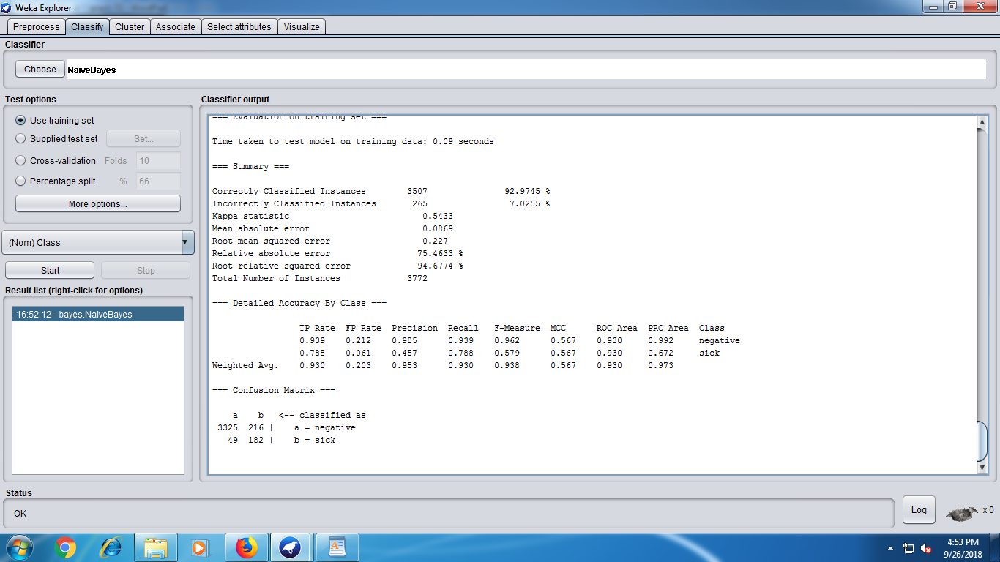 Weka Explorer
Preprocess Classify Cluster Associate Select attributes Visualize
Classifier
Choose NaiveBayes
Test options
Use training set
Supplied test set Set...
Cross-validation Folds 10
Percentage split % 66
More options...
(Nom) Class
Start Stop
Result list (right-click for options)
16:52:12 - bayes.NaiveBayes
Classifier output
=== Evaluation on training set ===
Time taken to test model on training data: 0.09 seconds
=== Summary ===
Correctly Classified Instances 3507 92.9745 %
Incorrectly Classified Instances 265 7.0255 %
Kappa statistic 0.5433
Mean absolute error 0.0869
Root mean squared error 0.227
Relative absolute error 75.4633 %
Root relative squared error 94.6774 %
Total Number of Instances 3772
=== Detailed Accuracy By Class ===
TP Rate FP Rate Precision Recall F-Measure MCC ROC Area PRC Area Class
0.939 0.212 0.985 0.939 0.962 0.567 0.930 0.992 negative
0.788 0.061 0.457 0.788 0.579 0.567 0.930 0.672 sick
Weighted Avg. 0.930 0.203 0.953 0.930 0.938 0.567 0.930 0.973
=== Confusion Matrix ===
a b <-- classified as
3325 216 | a = negative
49 182 | b = sick
Status
OK
Log
x 0
4:53 PM
9/26/2018